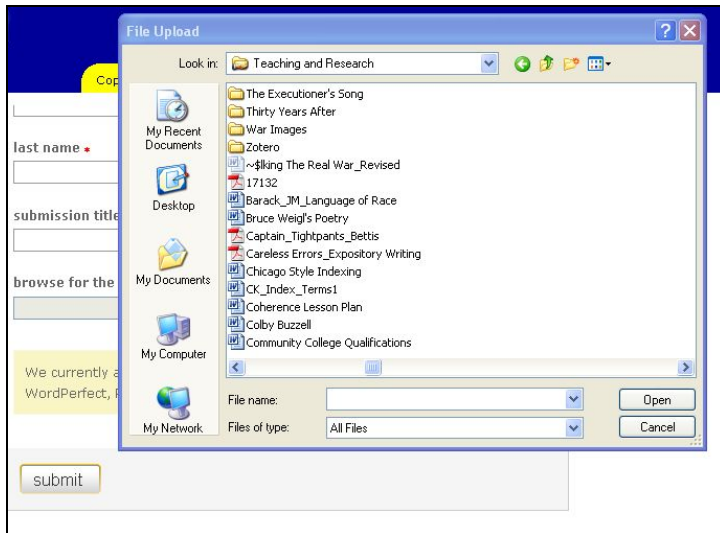 File Upload
Look in:
Teaching and Research
Cop
The Executioner's Song
Thirty Years After
War Images
Zotero
~$lking The Real War_Revised
17132
Barack_JM_Language of Race
Bruce Weigl's Poetry
Captain_Tightpants_Bettis
Careless Errors_Expository Writing
Chicago Style Indexing
CK_Index_Terms1
Coherence Lesson Plan
Colby Buzzell
Community College Qualifications
My Recent
Documents
Desktop
My Documents
My Computer
My Network
File name:
Files of type:
All Files
Open
Cancel
last name •
submission title
browse for the
We currently a
WordPerfect,
submit